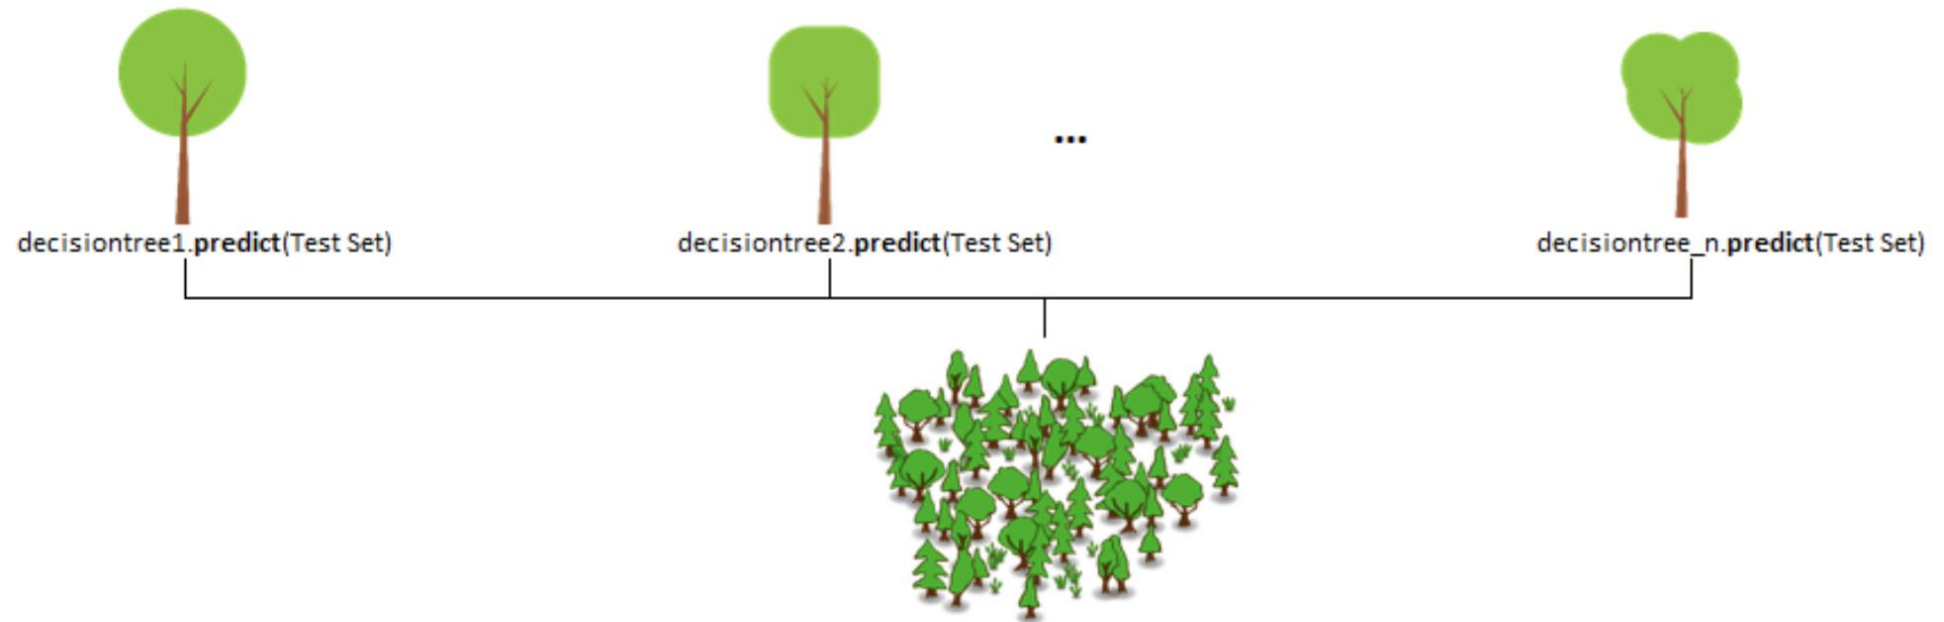 ...
decisiontree1.predict(Test Set)
decisiontree2.predict(Test Set)
decisiontree_n.predict(Test Set)